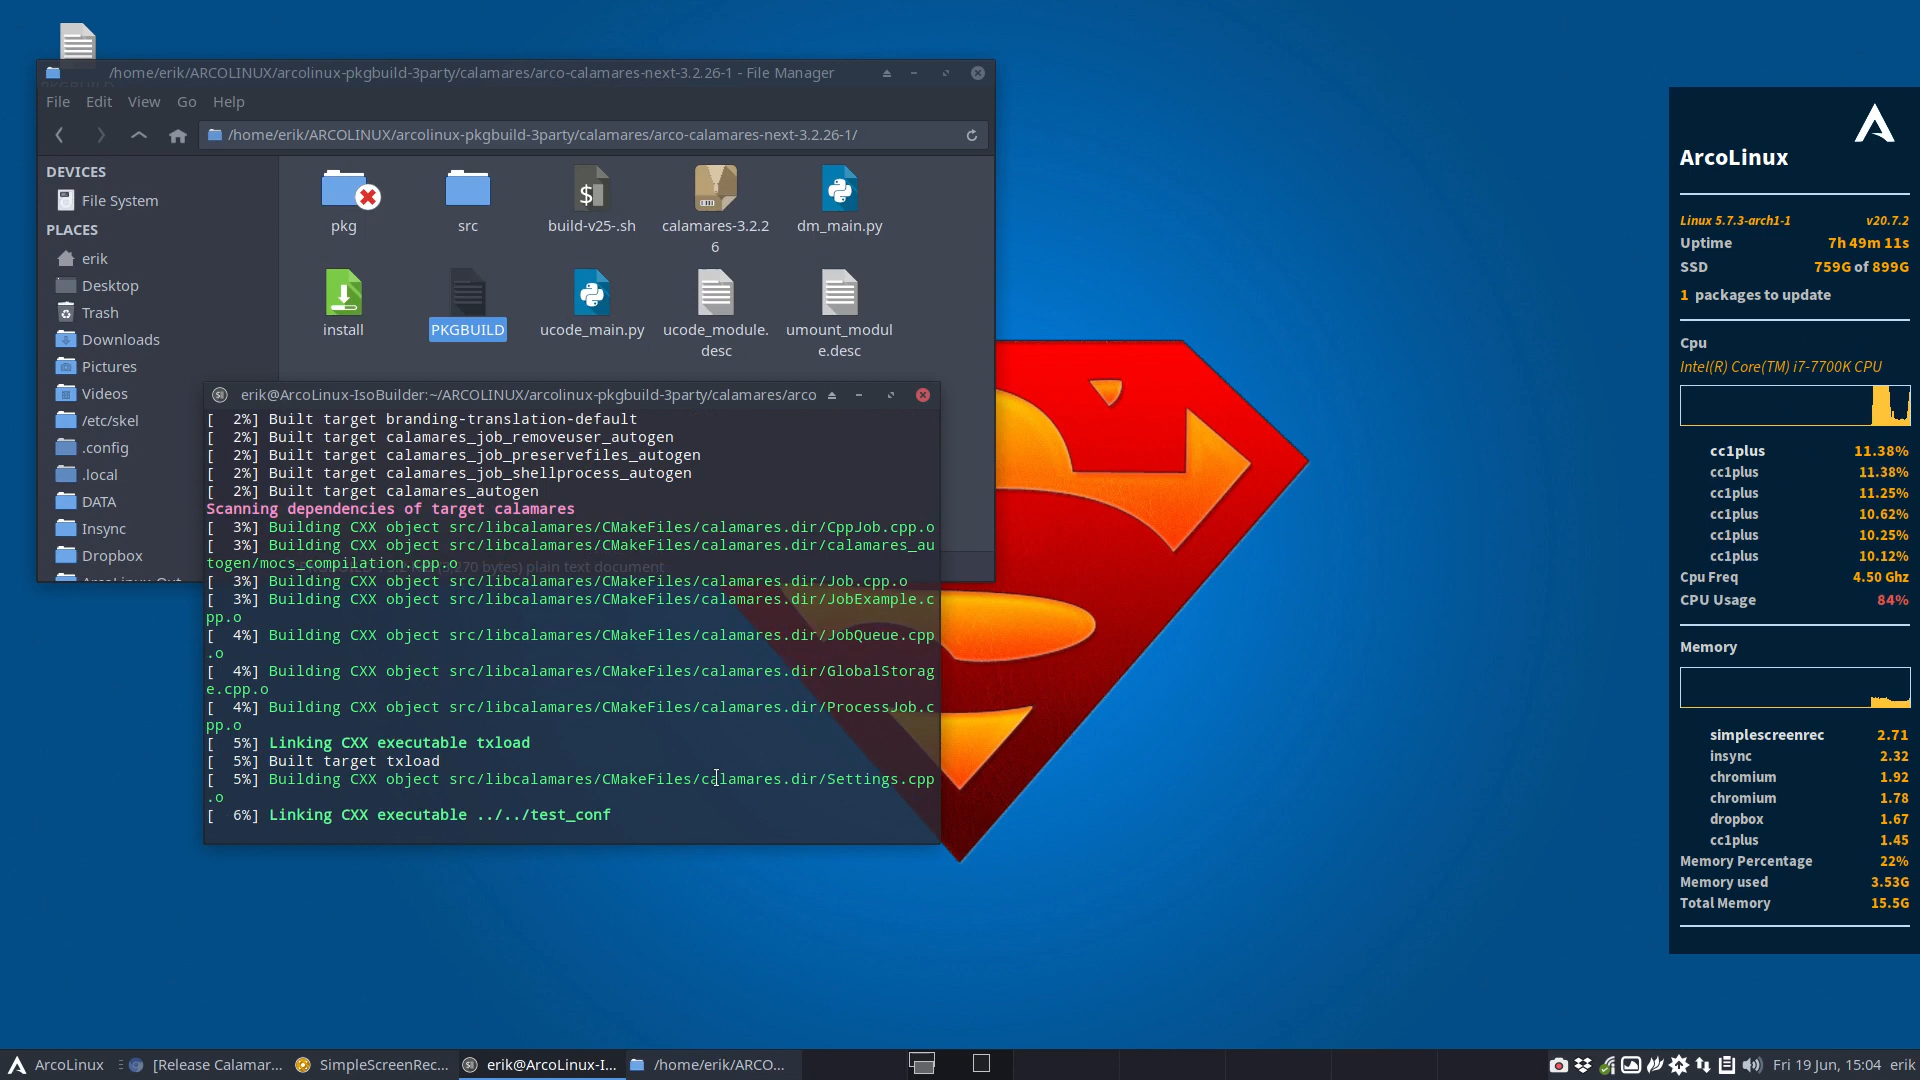 /home/erik/ARCOLINUX/arcolinux-pkgbuild-3party/calamares/arco-calamares-next-3.2.26-1 - File Manager
File Edit View Go Help
/home/erik/ARCOLINUX/arcolinux-pkgbuild-3party/calamares/arco-calamares-next-3.2.26-1/
DEVICES
File System
PLACES
erik
Desktop
Trash
Downloads
Pictures
Videos
/etc/skel
.config
.local
DATA
Insync
Dropbox
pkg
src
build-v25-.sh
calamares-3.2.2
6
dm_main.py
install
PKGBUILD
ucode_main.py
ucode_module.
desc
umount_modul
e.desc
erik@ArcoLinux-IsoBuilder:~/ARCOLINUX/arcolinux-pkgbuild-3party/calamares/arco
[  2%] Built target branding-translation-default
[  2%] Built target calamares_job_removeuser_autogen
[  2%] Built target calamares_job_preservefiles_autogen
[  2%] Built target calamares_job_shellprocess_autogen
[  2%] Built target calamares_autogen
Scanning dependencies of target calamares
[  3%] Building CXX object src/libcalamares/CMakeFiles/calamares.dir/CppJob.cpp.o
[  3%] Building CXX object src/libcalamares/CMakeFiles/calamares.dir/calamares_au
togen/mocs_compilation.cpp.o
[  3%] Building CXX object src/libcalamares/CMakeFiles/calamares.dir/Job.cpp.o
[  3%] Building CXX object src/libcalamares/CMakeFiles/calamares.dir/JobExample.c
pp.o
[  4%] Building CXX object src/libcalamares/CMakeFiles/calamares.dir/JobQueue.cpp
.o
[  4%] Building CXX object src/libcalamares/CMakeFiles/calamares.dir/GlobalStorag
e.cpp.o
[  4%] Building CXX object src/libcalamares/CMakeFiles/calamares.dir/ProcessJob.c
pp.o
[  5%] Linking CXX executable txload
[  5%] Built target txload
[  5%] Building CXX object src/libcalamares/CMakeFiles/calamares.dir/Settings.cpp
.o
[  6%] Linking CXX executable ../../test_conf
ArcoLinux
Linux 5.7.3-arch1-1 v20.7.2
Uptime 7h 49m 11s
SSD 759G of 899G
1 packages to update
Cpu
Intel(R) Core(TM) i7-7700K CPU
cc1plus 11.38%
cc1plus 11.38%
cc1plus 11.25%
cc1plus 10.62%
cc1plus 10.25%
cc1plus 10.12%
Cpu Freq 4.50 Ghz
CPU Usage 84%
Memory
simplescreenrec 2.71
insync 2.32
chromium 1.92
chromium 1.78
dropbox 1.67
cc1plus 1.45
Memory Percentage 22%
Memory used 3.53G
Total Memory 15.5G
ArcoLinux
[Release Calamar...
SimpleScreenRec...
erik@ArcoLinux-I...
/home/erik/ARCO...
Fri 19 Jun, 15:04 erik